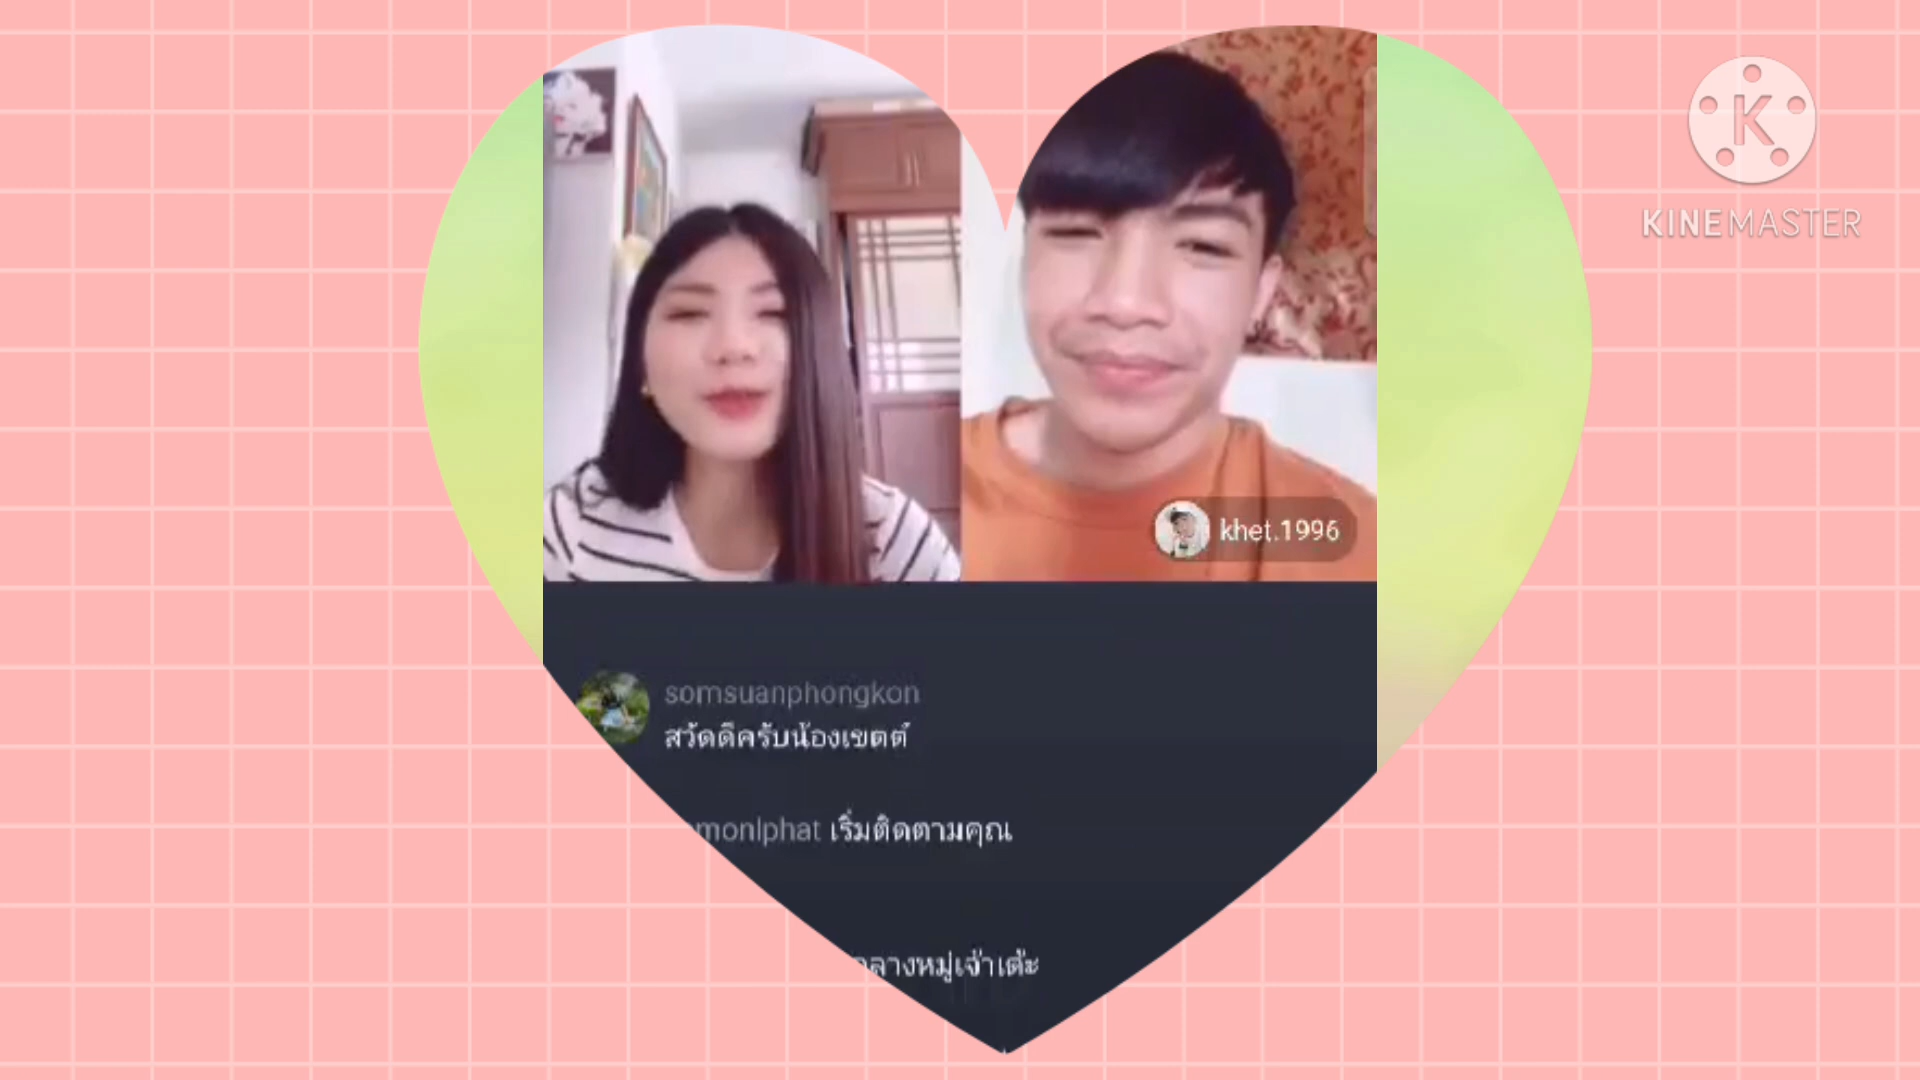 KINEMASTER
khet.1996
somsuanphongkon
สวัดดีครับน้องเขตต์
monlphat เริ่มติดตามคุณ
ลางหมู่เจ้าเต๊ะ